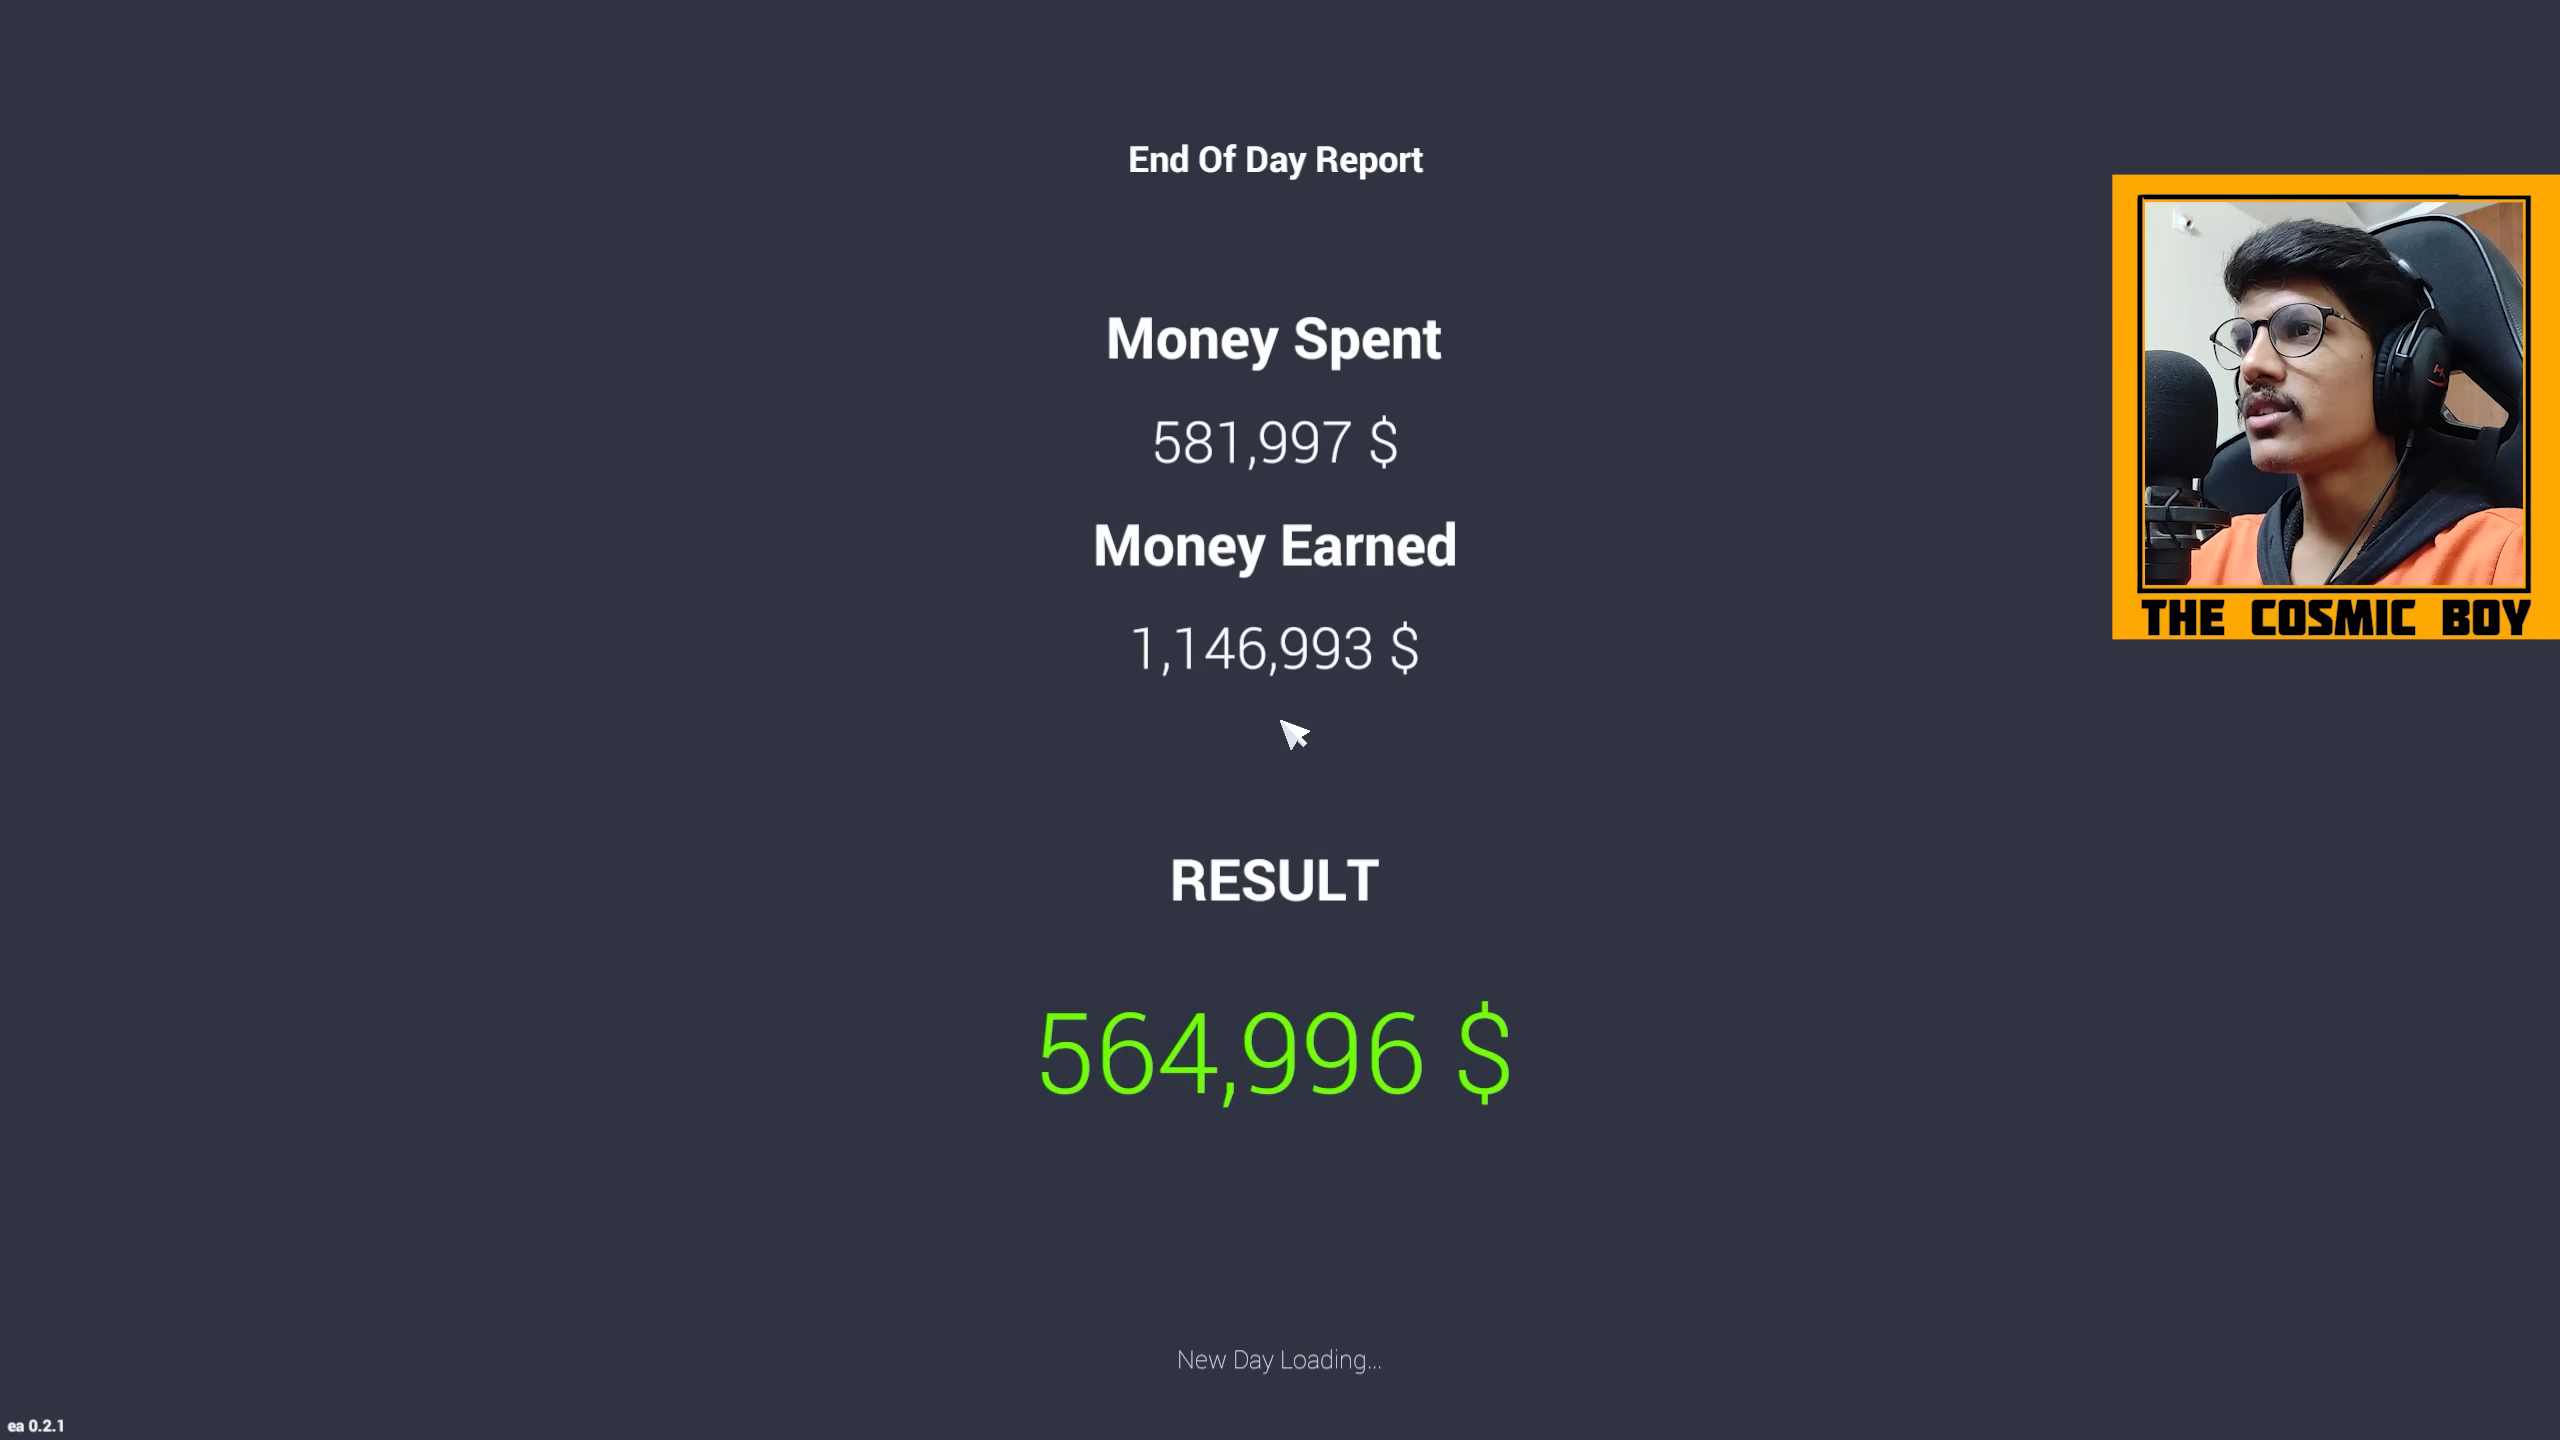 End Of Day Report
Money Spent
581,997 $
Money Earned
1,146,993 $
THE COSMIC BOY
RESULT
564,996 $
New Day Loading...
ea 0.2.1